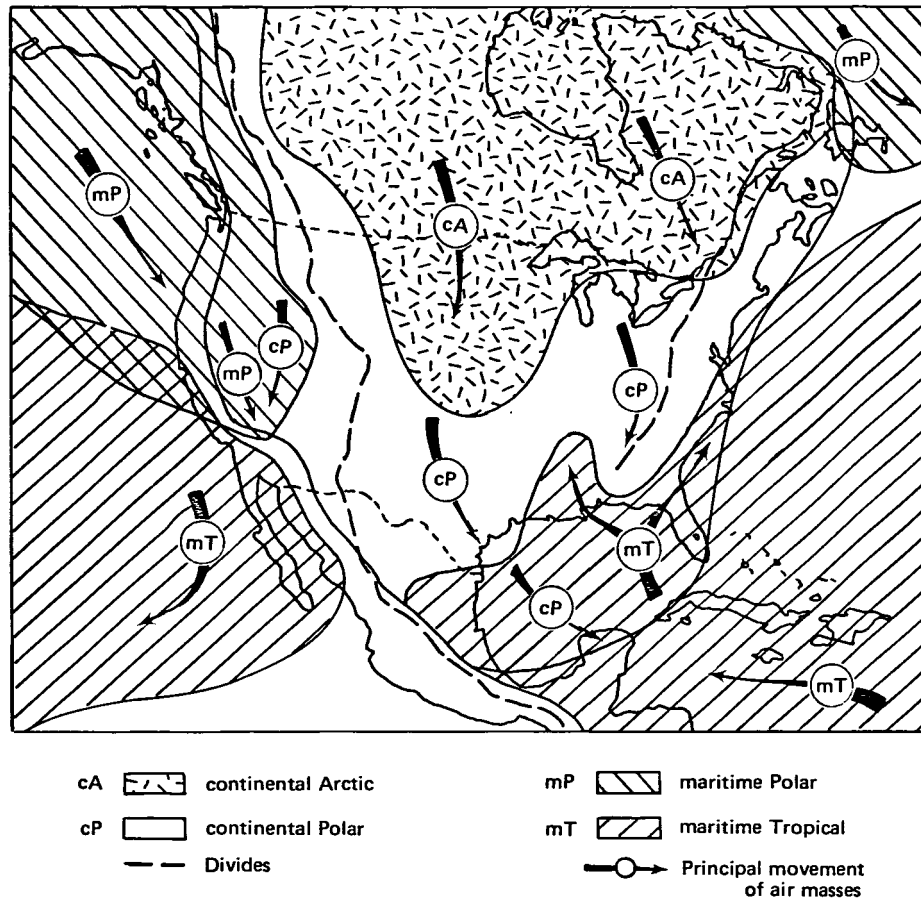 mP
cA
mP
cA
mP
cP
cP
cP
mT
mT
cP
mT
cA continental Arctic
cP continental Polar
Divides
mP maritime Polar
mT maritime Tropical
Principal movement
of air masses